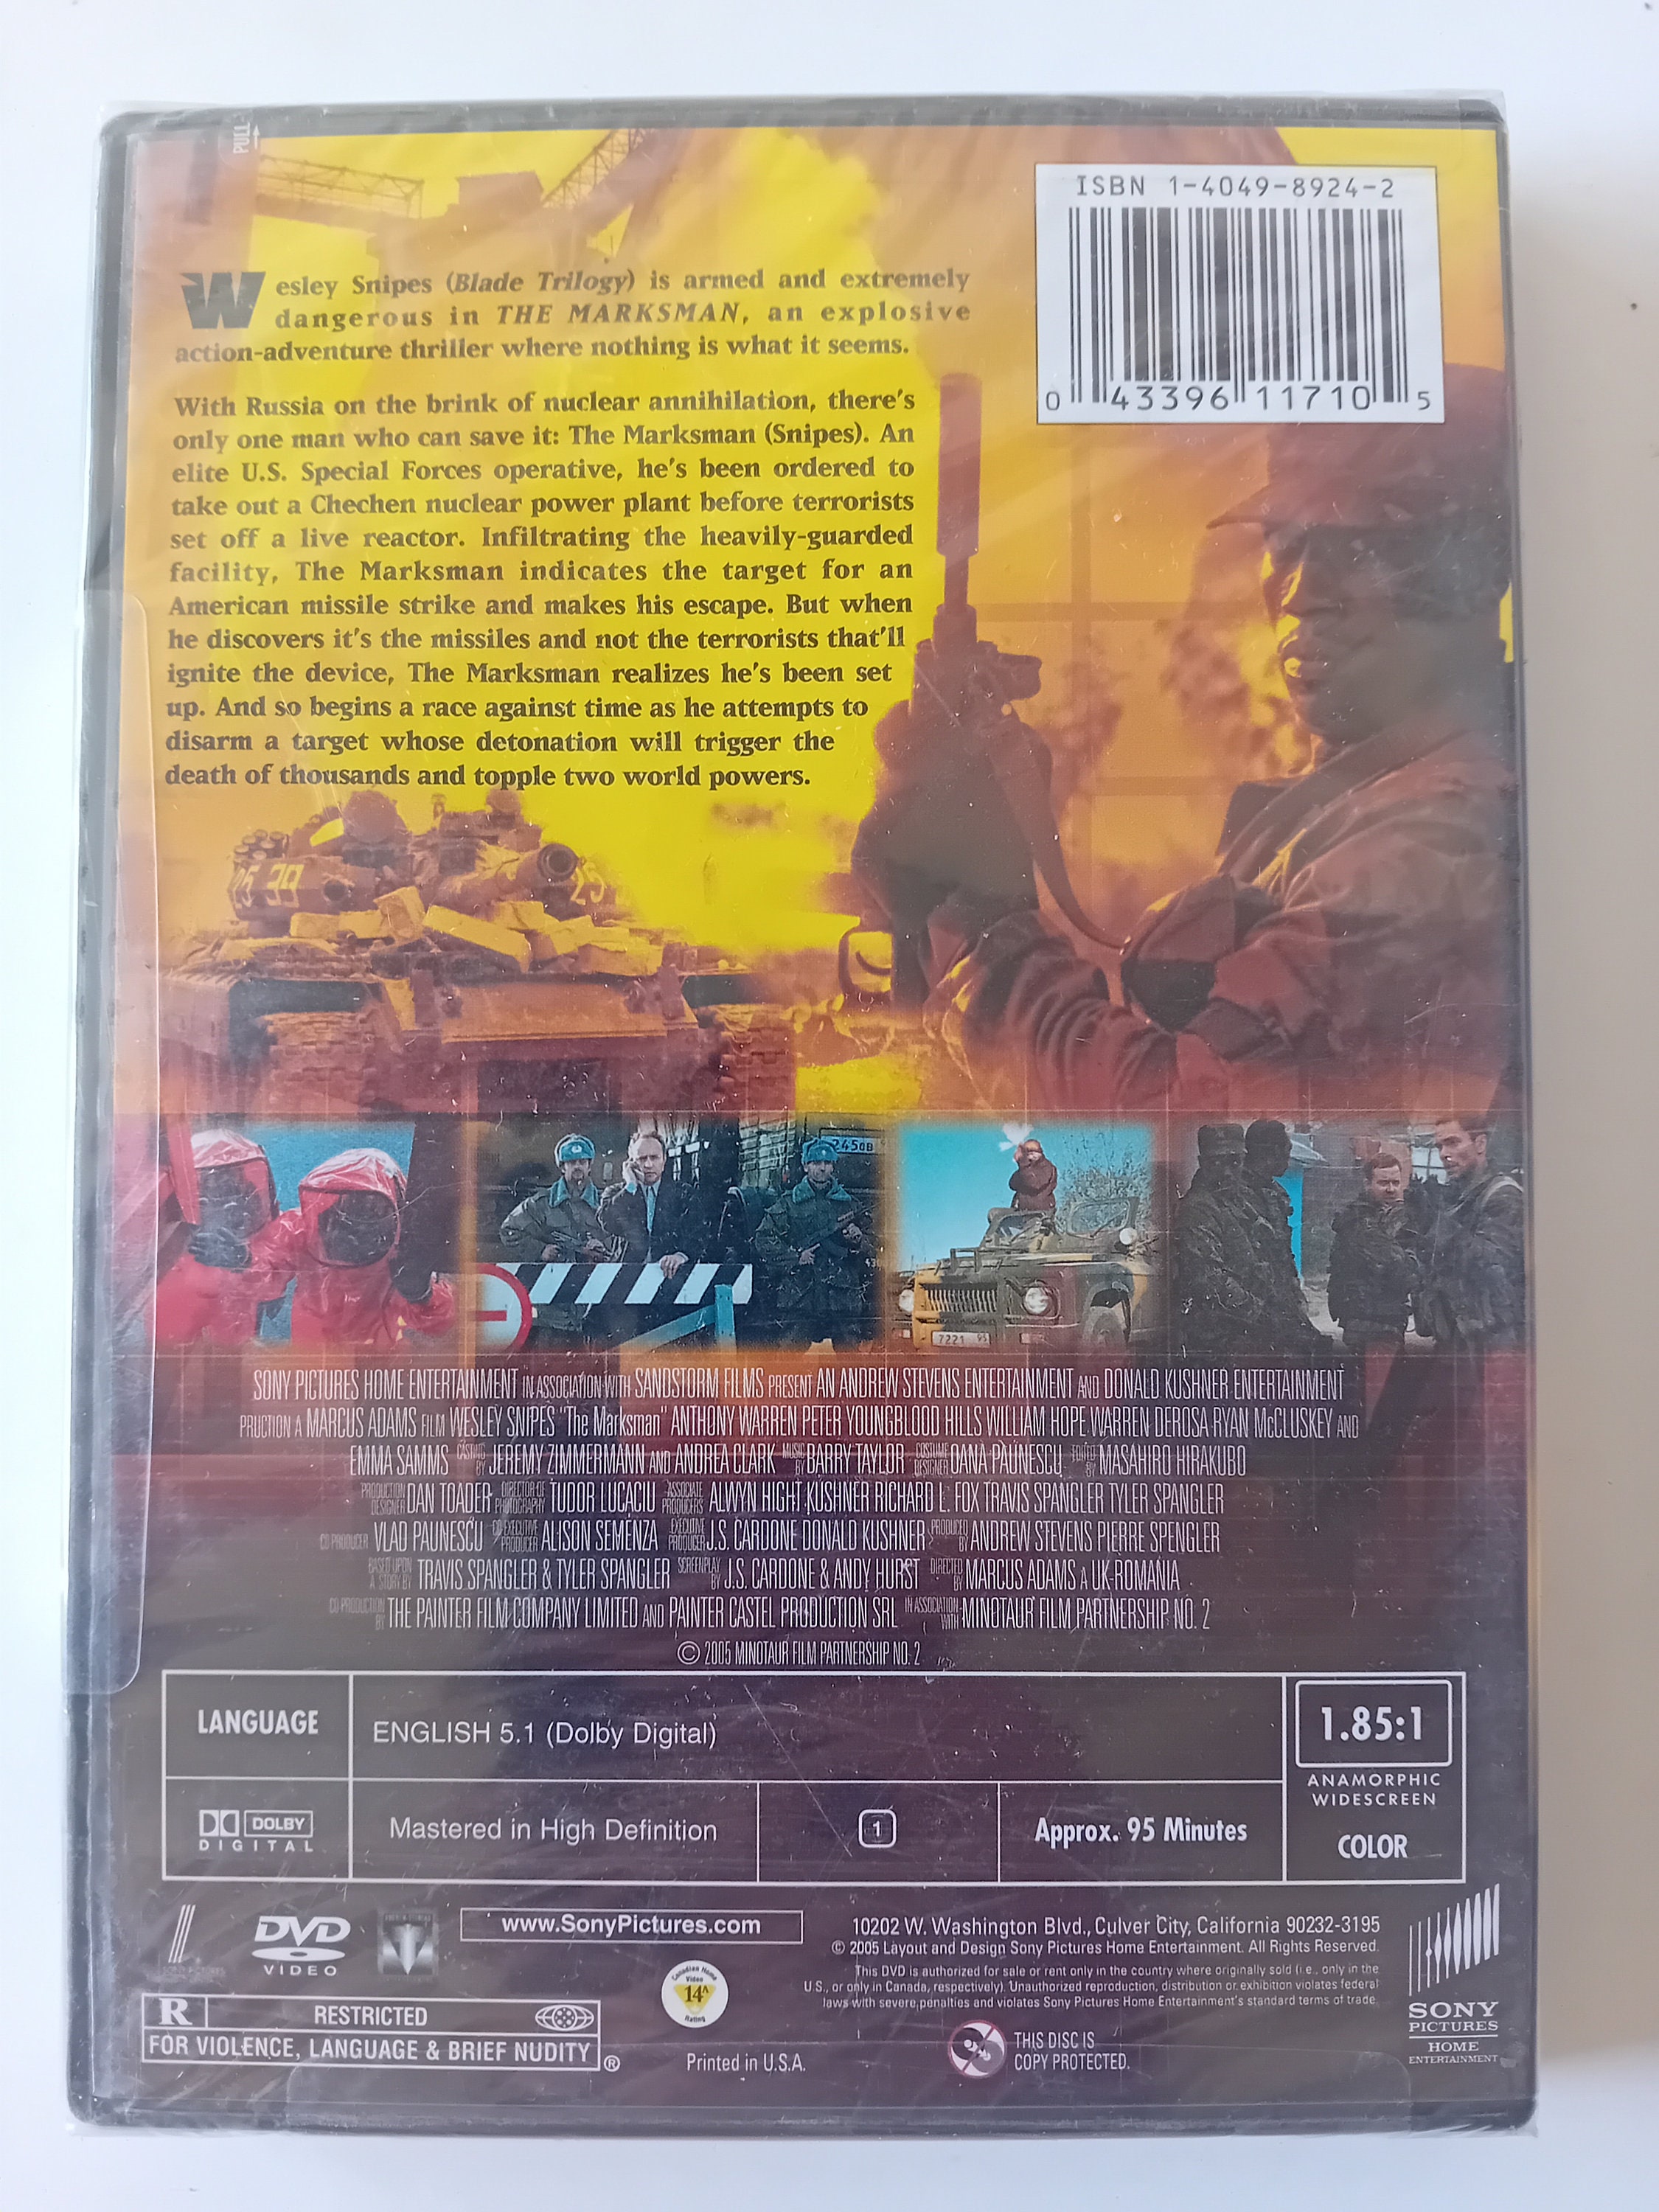 PULL
ISBN 1-4049-8924-2
0 43396 11710 5
Wesley Snipes (Blade Trilogy) is armed and extremely
dangerous in THE MARKSMAN, an explosive
action-adventure thriller where nothing is what it seems.
With Russia on the brink of nuclear annihilation, there's
only one man who can save it: The Marksman (Snipes). An
elite U.S. Special Forces operative, he's been ordered to
take out a Chechen nuclear power plant before terrorists
set off a live reactor. Infiltrating the heavily-guarded
facility, The Marksman indicates the target for an
American missile strike and makes his escape. But when
he discovers it's the missiles and not the terrorists that'll
ignite the device, The Marksman realizes he's been set
up. And so begins a race against time as he attempts to
disarm a target whose detonation will trigger the
death of thousands and topple two world powers.
25 39
25
2450B
7221
SONY PICTURES HOME ENTERTAINMENT IN ASSOCIATION WITH SANDSTORM FILMS PRESENT AN ANDREW STEVENS ENTERTAINMENT AND DONALD KUSHNER ENTERTAINMENT
PRUCTION A MARCUS ADAMS FILM WESLEY SNIPES "The Marksman" ANTHONY WARREN PETER YOUNGBLOOD HILLS WILLIAM HOPE WARREN DEROSA RYAN McCLUSKEY AND
EMMA SAMMS CASTING BY JEREMY ZIMMERMANN AND ANDREA CLARK MUSIC BY BARRY TAYLOR COSTUME DESIGNER OANA PAUNESCU EDITED BY MASAHIRO HIRAKUBO
PRODUCTION DESIGNER DAN TOADER DIRECTOR OF PHOTOGRAPHY TUDOR LUCACIU ASSOCIATE PRODUCERS ALWYN HIGHT KUSHNER RICHARD L. FOX TRAVIS SPANGLER TYLER SPANGLER
CO PRODUCER VLAD PAUNESCU CO EXECUTIVE PRODUCER ALISON SEMENZA EXECUTIVE PRODUCER J.S. CARDONE DONALD KUSHNER PRODUCED BY ANDREW STEVENS PIERRE SPENGLER
BASED UPON A STORY BY TRAVIS SPANGLER & TYLER SPANGLER SCREENPLAY BY J.S. CARDONE & ANDY HURST DIRECTED BY MARCUS ADAMS A UK-ROMANIA
CO PRODUCTION BY THE PAINTER FILM COMPANY LIMITED AND PAINTER CASTEL PRODUCTION SRL IN ASSOCIATION WITH MINOTAUR FILM PARTNERSHIP NO. 2
© 2005 MINOTAUR FILM PARTNERSHIP NO. 2
LANGUAGE
ENGLISH 5.1 (Dolby Digital)
1.85:1
ANAMORPHIC
WIDESCREEN
COLOR
DOLBY
DIGITAL
Mastered in High Definition
1
Approx. 95 Minutes
DVD
VIDEO
www.SonyPictures.com
10202 W. Washington Blvd., Culver City, California 90232-3195
© 2005 Layout and Design Sony Pictures Home Entertainment. All Rights Reserved.
This DVD is authorized for sale or rent only in the country where originally sold (i.e., only in the
U.S., or only in Canada, respectively). Unauthorized reproduction, distribution or exhibition violates federal
laws with severe penalties and violates Sony Pictures Home Entertainment's standard terms of trade.
Canadian Home
Video
14A
Rating
R
RESTRICTED
FOR VIOLENCE, LANGUAGE & BRIEF NUDITY ®
Printed in U.S.A.
THIS DISC IS
COPY PROTECTED.
SONY
PICTURES
HOME
ENTERTAINMENT